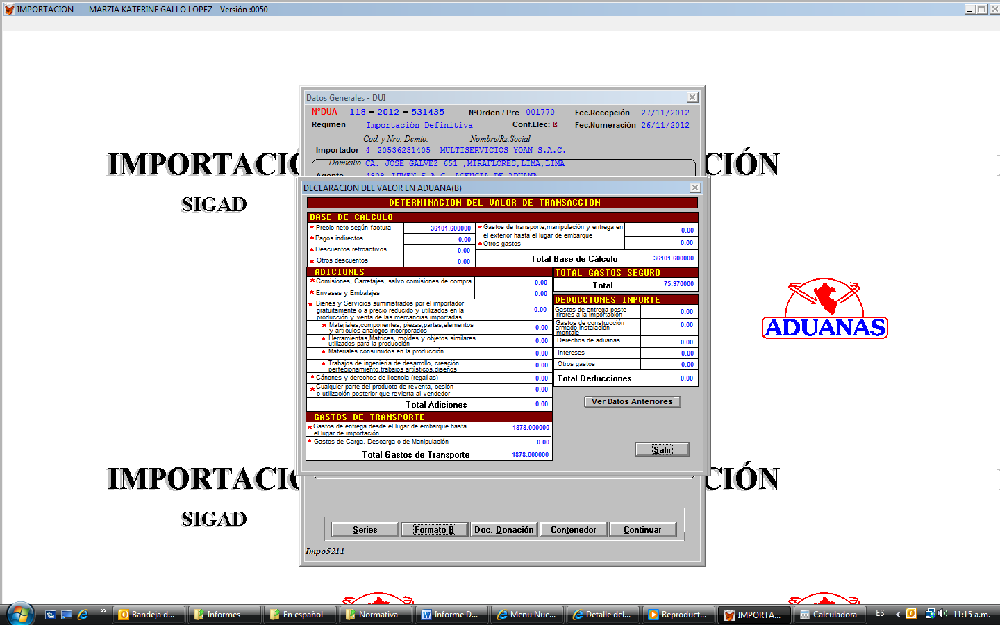 IMPORTACION -  - MARZIA KATERINE GALLO LOPEZ - Versión :0050
IMPORTACIÓN
SIGAD
CIÓN
ADUANAS
Datos Generales - DUI
N°DUA 118 - 2012 - 531435 N°Orden / Pre 001770 Fec.Recepción 27/11/2012
Regimen Importación Definitiva Conf.Elec: E Fec.Numeración 26/11/2012
Cod. y Nro. Dcmto. Nombre/Rz.Social
Importador 4 20536231405 MULTISERVICIOS YOAN S.A.C.
Domicilio CA. JOSE GALVEZ 651 ,MIRAFLORES,LIMA,LIMA
Agente 4808 LUMEN S.A.C. AGENCIA DE ADUANA
DECLARACION DEL VALOR EN ADUANA(B)
DETERMINACION DEL VALOR DE TRANSACCION
BASE DE CALCULO
* Precio neto según factura 36101.600000
* Pagos indirectos 0.00
* Descuentos retroactivos 0.00
* Otros descuentos 0.00
* Gastos de transporte,manipulación y entrega en
el exterior hasta el lugar de embarque 0.00
* Otros gastos 0.00
Total Base de Cálculo 36101.600000
ADICIONES
* Comisiones, Carretajes, salvo comisiones de compra 0.00
* Envases y Embalajes 0.00
* Bienes y Servicios suministrados por el importador
gratuitamente o a precio reducido y utilizados en la
producción y venta de las mercancias importadas 0.00
* Materiales,componentes, piezas,partes,elementos
y artículos análogos incorporados 0.00
* Herramientas,Matrices, moldes y objetos similares
utilizados para la producción 0.00
* Materiales consumidos en la producción 0.00
* Trabajos de ingeniería de desarrollo, creación
perfecionamiento,trabajos artísticos,diseños 0.00
* Cánones y derechos de licencia (regalías) 0.00
* Cualquier parte del producto de reventa, cesión
o utilización posterior que revierta al vendedor 0.00
Total Adiciones 0.00
GASTOS DE TRANSPORTE
* Gastos de entrega desde el lugar de embarque hasta
el lugar de importación 1878.000000
* Gastos de Carga, Descarga o de Manipulación 0.00
Total Gastos de Transporte 1878.000000
TOTAL GASTOS SEGURO
Total 75.970000
DEDUCCIONES IMPORTE
Gastos de entrega poste
rirores a la importación 0.00
Gastos de construcción
armado,instalación
montaje 0.00
Derechos de aduanas 0.00
Intereses 0.00
Otros gastos 0.00
Total Deducciones 0.00
Ver Datos Anteriores
Salir
IMPORTACIÓN
CIÓN
SIGAD
Series Formato B Doc. Donación Contenedor Continuar
Impo5211
Bandeja d... Informes En español Normativa Informe D... Menu Nue... Detalle del... Reproduct... IMPORTA... Calculadora ES 11:15 a.m.